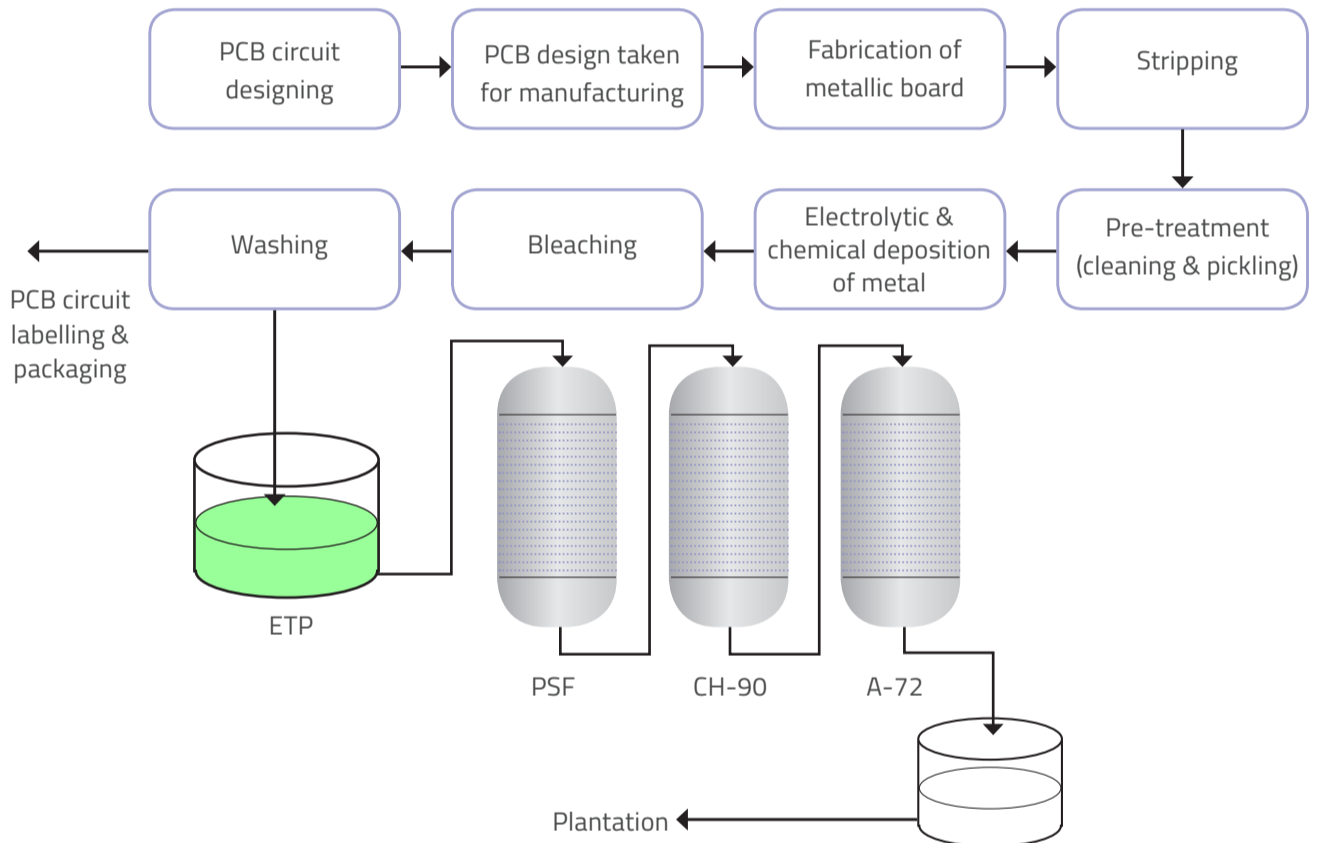 PCB circuit
designing
PCB design taken
for manufacturing
Fabrication of
metallic board
Stripping
Washing
Bleaching
Electrolytic &
chemical deposition
of metal
Pre-treatment
(cleaning & pickling)
PCB circuit
labelling &
packaging
ETP
PSF
CH-90
A-72
Plantation